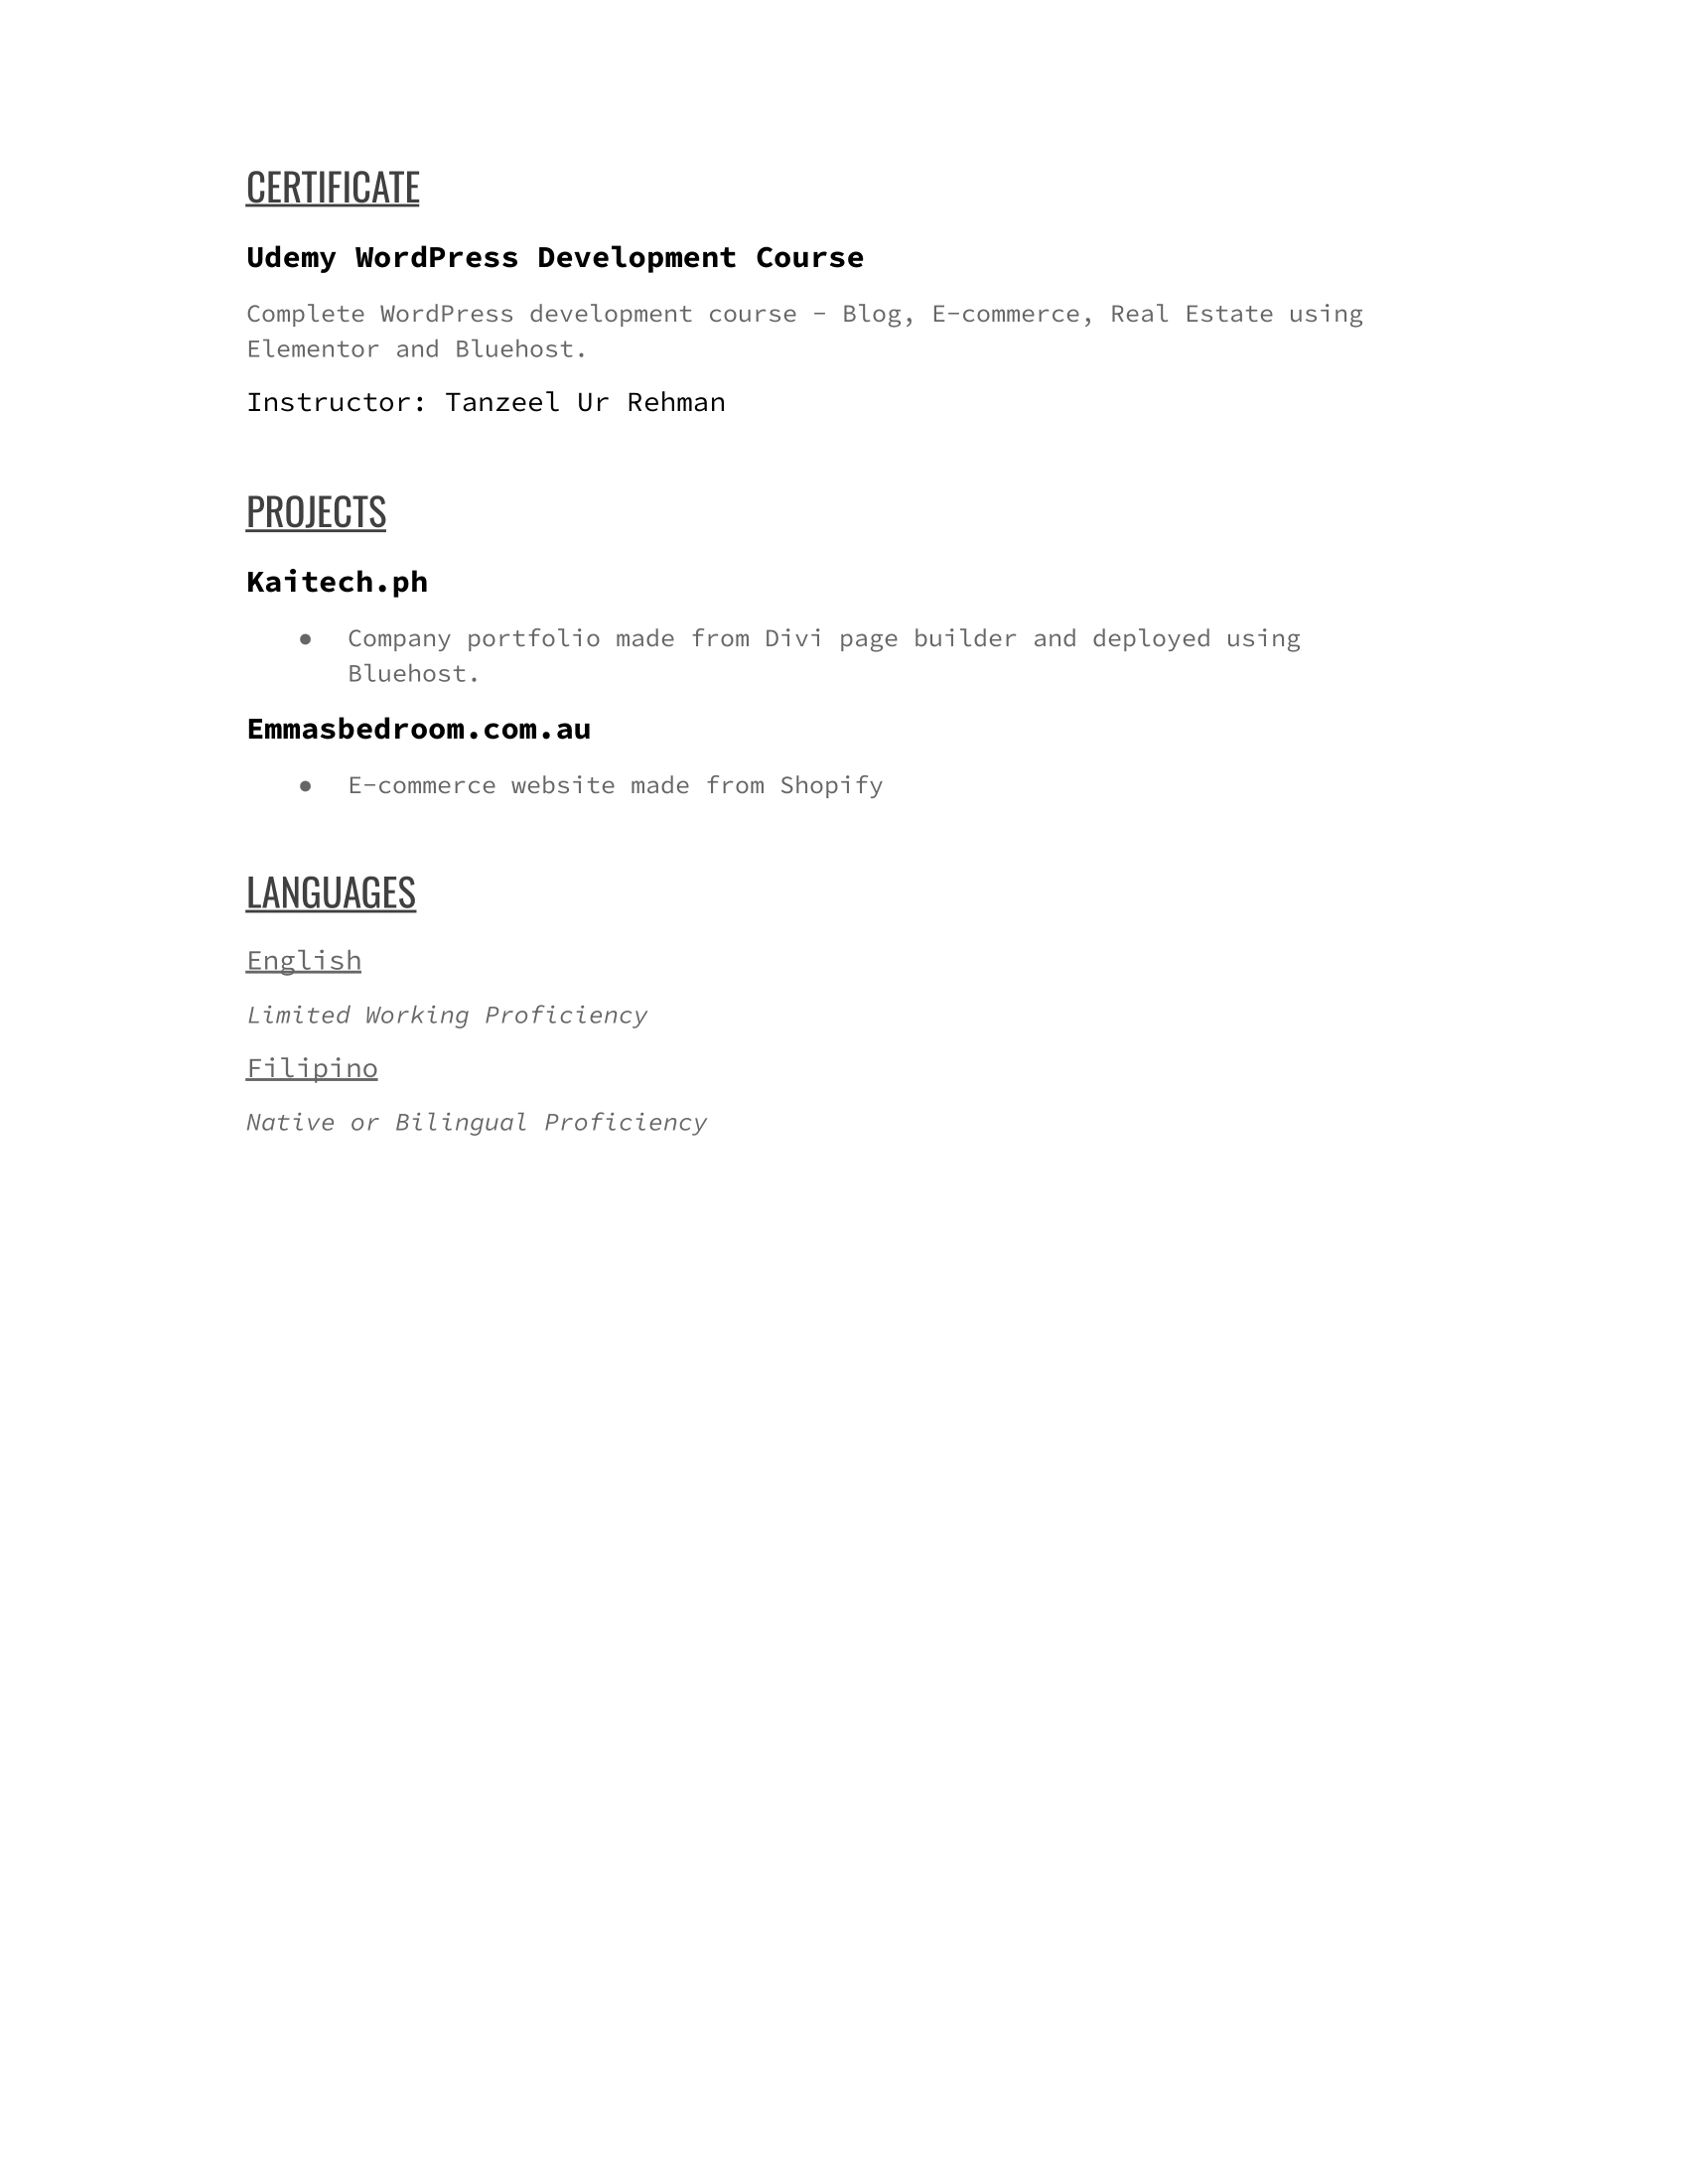 CERTIFICATE
Udemy WordPress Development Course
Complete WordPress development course - Blog, E-commerce, Real Estate using
Elementor and Bluehost.
Instructor: Tanzeel Ur Rehman
PROJECTS
Kaitech.ph
● Company portfolio made from Divi page builder and deployed using
Bluehost.
Emmasbedroom.com.au
● E-commerce website made from Shopify
LANGUAGES
English
Limited Working Proficiency
Filipino
Native or Bilingual Proficiency